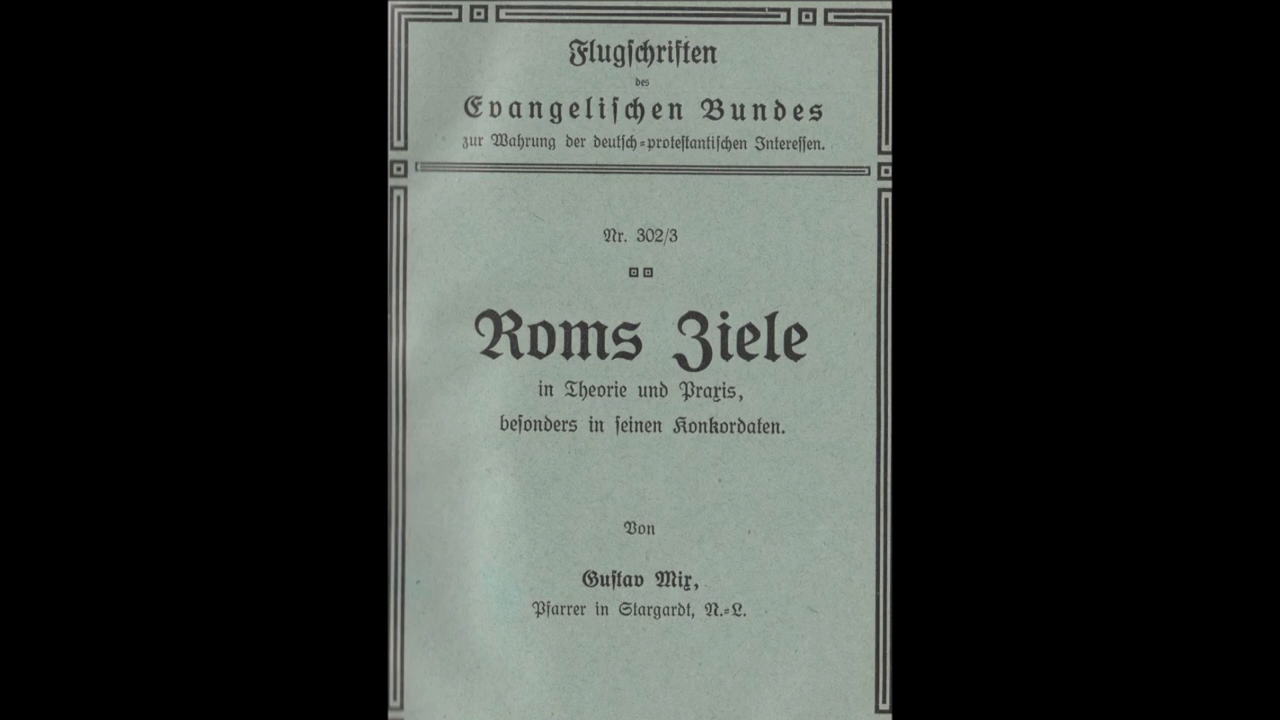 Flugschriften
des
Evangelischen Bundes
zur Wahrung der deutsch-protestantischen Interessen.
Nr. 302/3
Roms Ziele
in Theorie und Praxis,
besonders in seinen Konkordaten.
Von
Gustav Mix,
Pfarrer in Stargardt, N.-L.